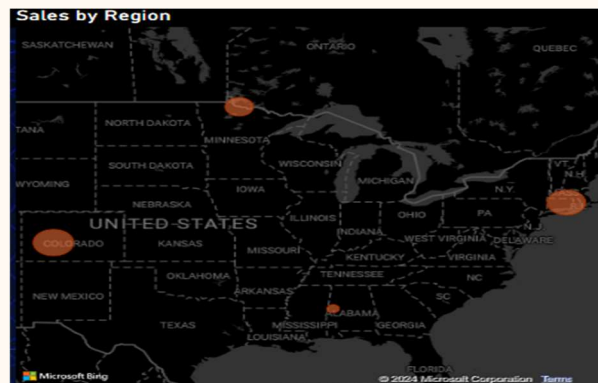 Sales by Region
SASKATCHEWAN
ONTARIO
QUEBEC
TANA
NORTH DAKOTA
MINNESOTA
SOUTH DAKOTA
WISCONSIN
MICHIGAN
VT.
N.H.
WYOMING
N.Y.
IOWA
NEBRASKA
ILLINOIS
INDIANA
OHIO
PA
N.J.
UNITED STATES
COLORADO
KANSAS
MISSOURI
WEST VIRGINIA
DELAWARE
KENTUCKY
VIRGINIA
TENNESSEE
NC
OKLAHOMA
ARKANSAS
NEW MEXICO
SC
ALABAMA
MISSISSIPPI
GEORGIA
TEXAS
LOUISIANA
FLORIDA
Microsoft Bing
© 2024 Microsoft Corporation Terms